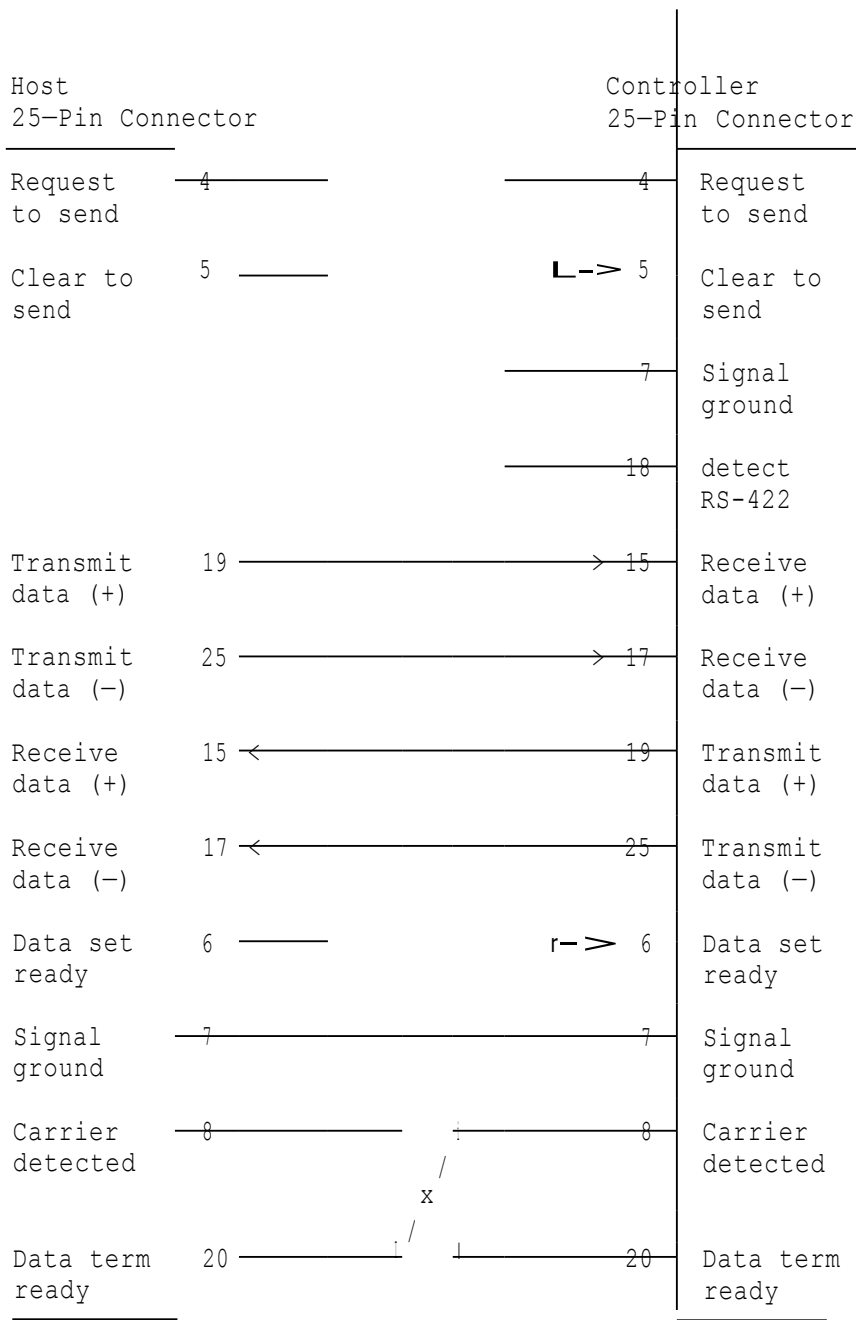 Host Controller
25—Pin Connector 25—Pin Connector
Request 4 4 Request
to send to send
Clear to 5 L-> 5 Clear to
send send
7 Signal
ground
18 detect
RS-422
Transmit 19 > 15 Receive
data (+) data (+)
Transmit 25 > 17 Receive
data (—) data (—)
Receive 15 < 19 Transmit
data (+) data (+)
Receive 17 < 25 Transmit
data (—) data (—)
Data set 6 r-> 6 Data set
ready ready
Signal 7 7 Signal
ground ground
Carrier 8 i 8 Carrier
detected / detected
x
/
Data term 20 i | 20 Data term
ready ready